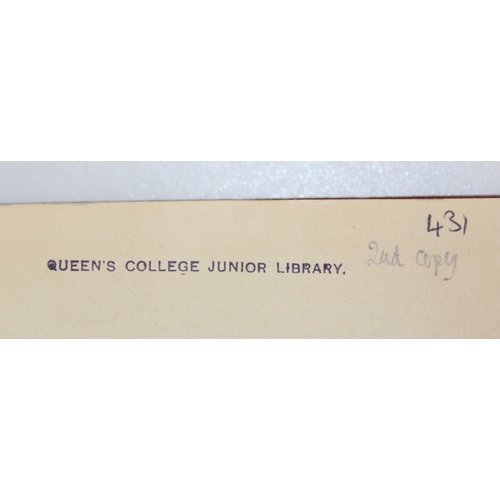 431
QUEEN'S COLLEGE JUNIOR LIBRARY.
2nd copy